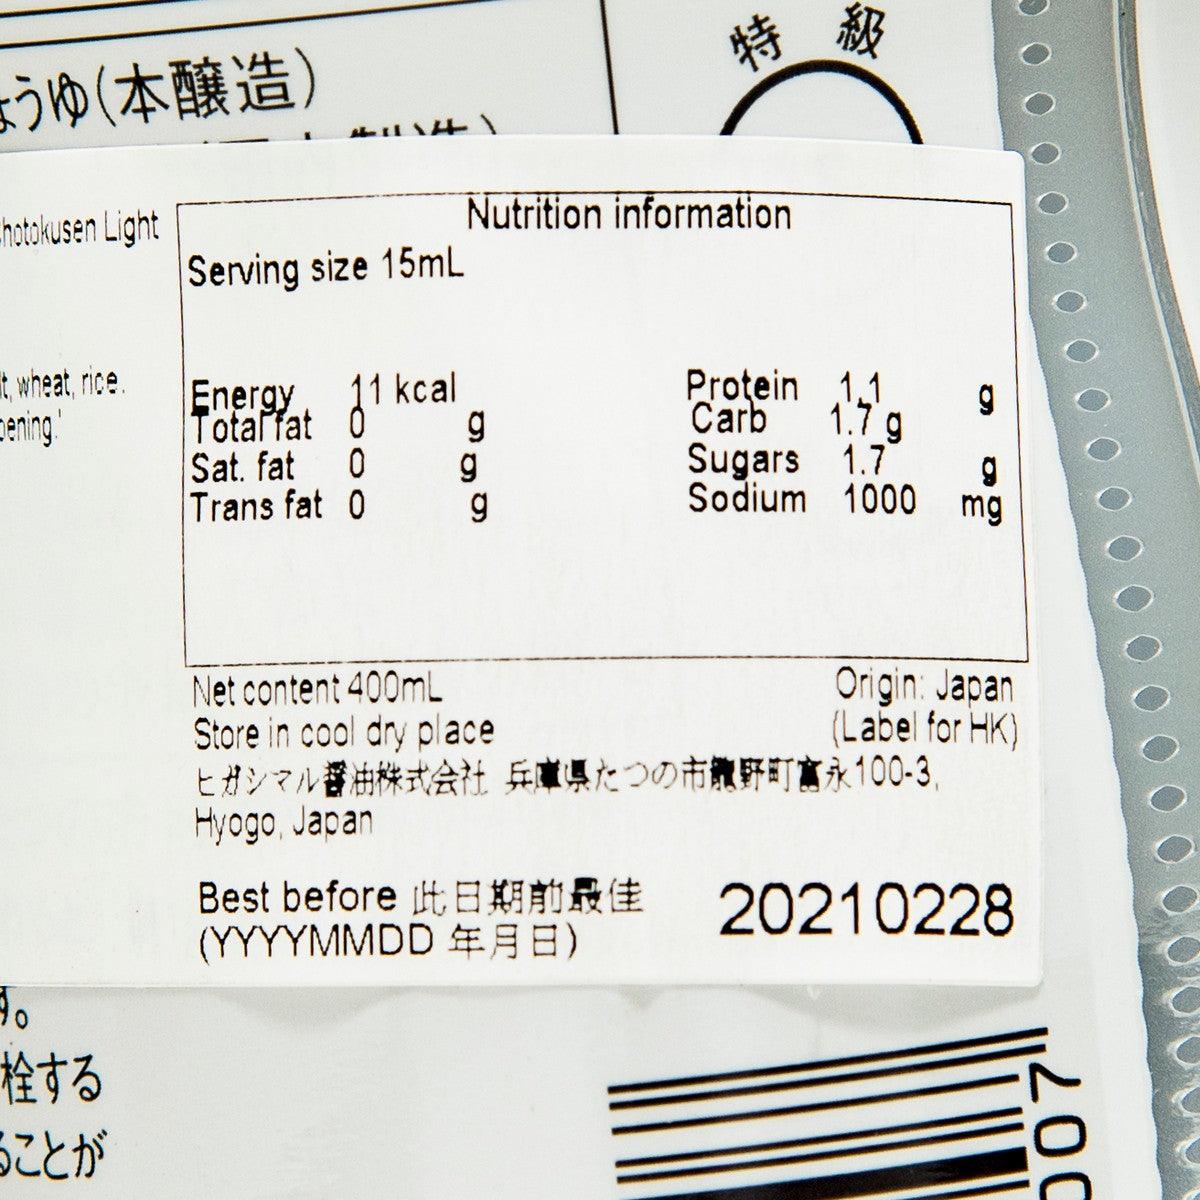 特級
ょうゆ(本醸造)
hotokusen Light
Nutrition information
Serving size 15mL
t, wheat, rice.
pening.'
Energy 11 kcal
Total fat 0 g
Sat. fat 0 g
Trans fat 0 g
Protein 1.1 g
Carb 1.7 g
Sugars 1.7 g
Sodium 1000 mg
Net content 400mL
Store in cool dry place
Origin: Japan
(Label for HK)
ヒガシマル醤油株式会社 兵庫県たつの市龍野町富永100-3,
Hyogo, Japan
Best before 此日期前最佳
(YYYYMMDD 年月日)
20210228
す。
栓する
ることが
007